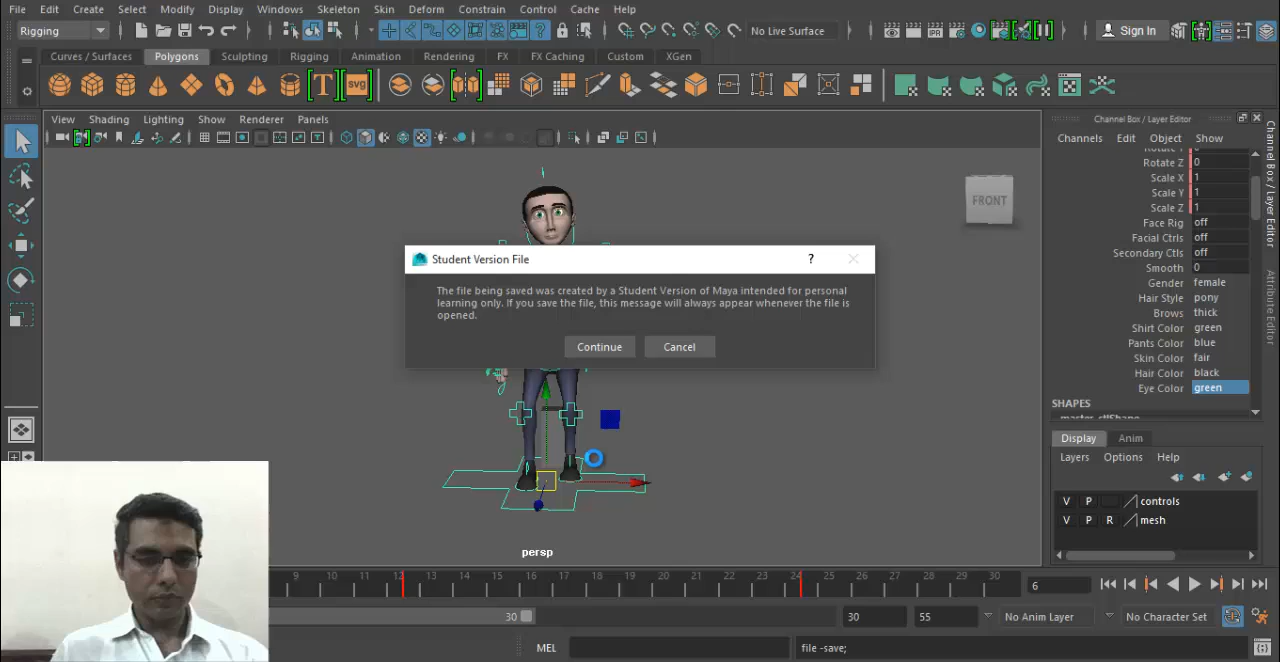 File Edit Create Select Modify Display Windows Skeleton Skin Deform Constrain Control Cache Help
Rigging No Live Surface Sign In
Curves / Surfaces Polygons Sculpting Rigging Animation Rendering FX FX Caching Custom XGen
T svg
View Shading Lighting Show Renderer Panels
Channel Box / Layer Editor
Channels Edit Object Show
Rotate Z 0
Scale X 1
Scale Y 1
Scale Z 1
Face Rig off
Facial Ctrls off
Secondary Ctls off
Smooth 0
Gender female
Hair Style pony
Brows thick
Shirt Color green
Pants Color blue
Skin Color fair
Hair Color black
Eye Color green
SHAPES
Channel Box / Layer Editor
Attribute Editor
FRONT
Student Version File ?
The file being saved was created by a Student Version of Maya intended for personal
learning only. If you save the file, this message will always appear whenever the file is
opened.
Continue Cancel
persp
Display Anim
Layers Options Help
V P controls
V P R mesh
9 10 11 12 13 14 15 16 17 18 19 20 21 22 23 24 25 26 27 28 29 30
6
30 30 55 No Anim Layer No Character Set
MEL file -save;